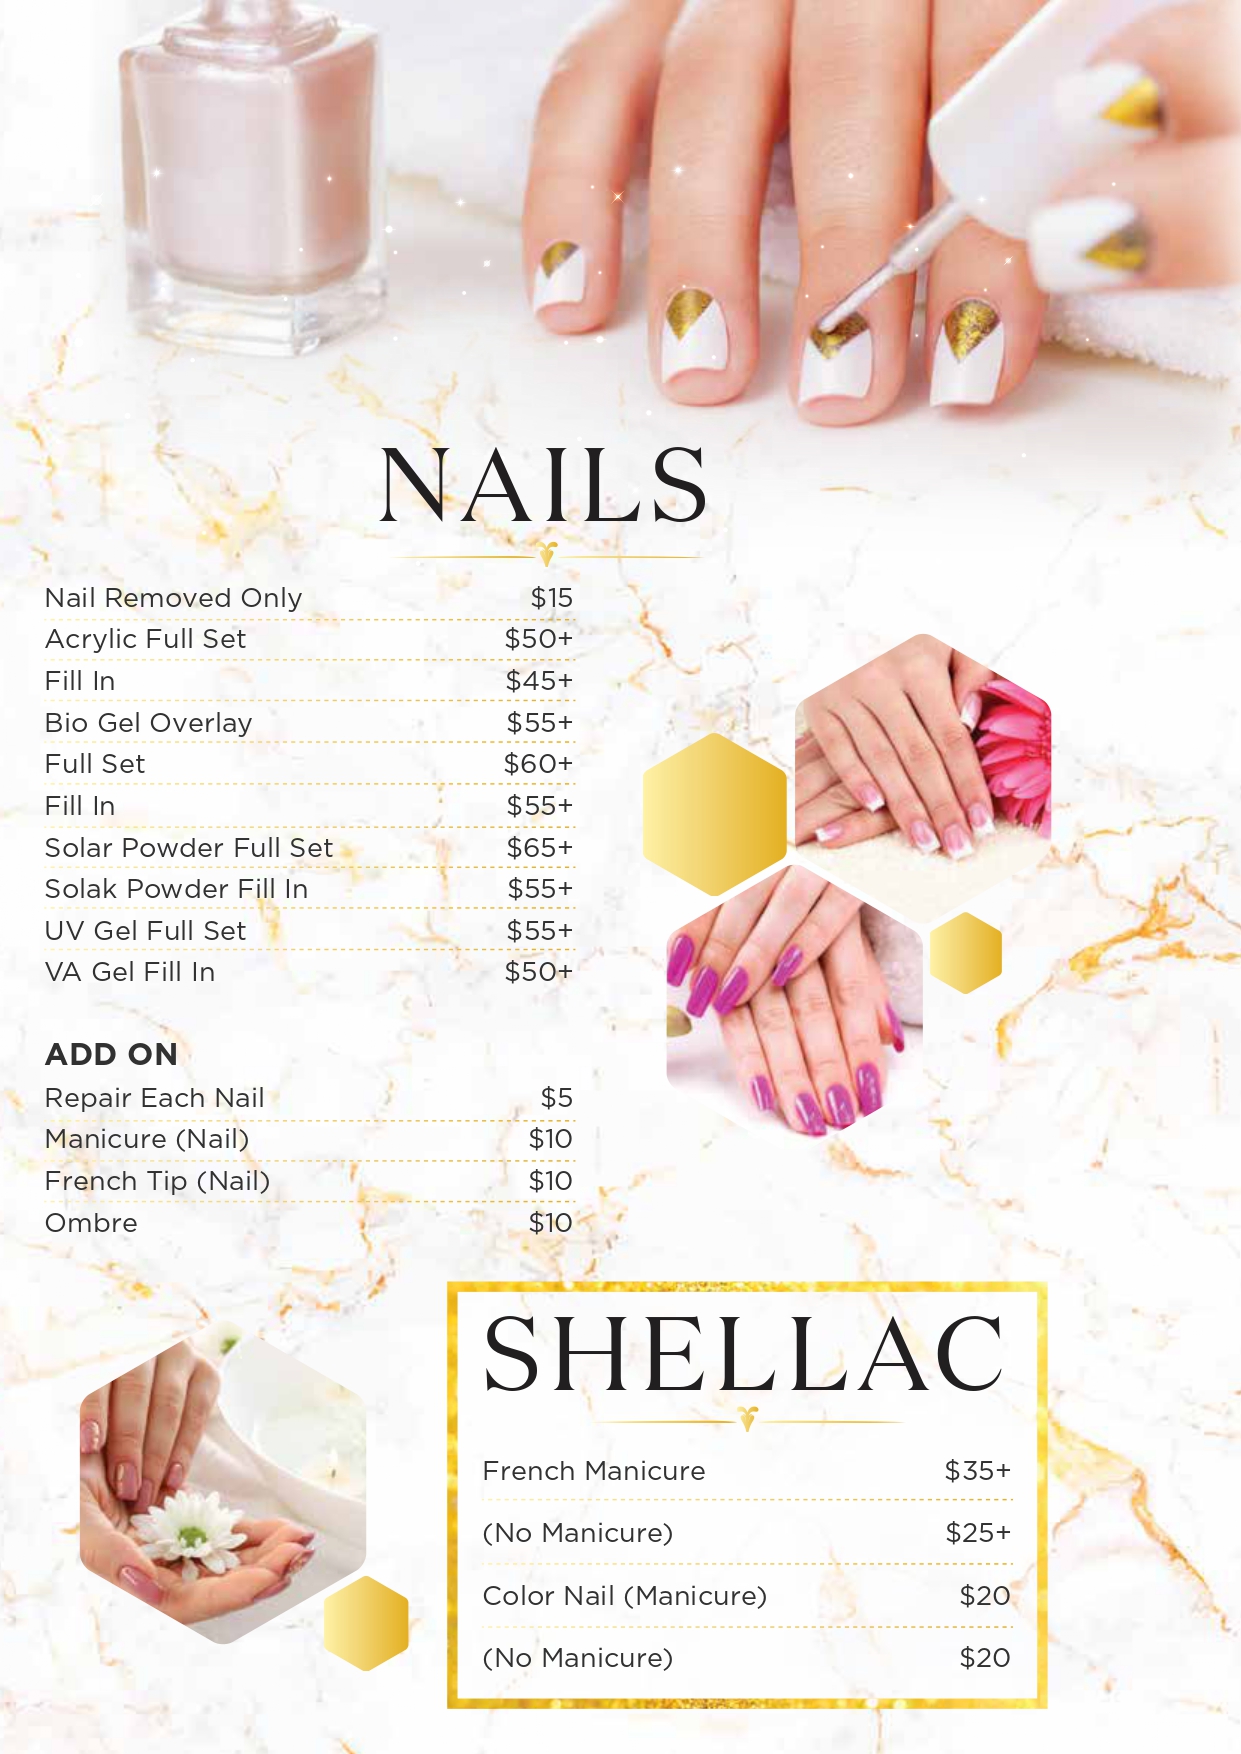 NAILS
Nail Removed Only $15
Acrylic Full Set $50+
Fill In $45+
Bio Gel Overlay $55+
Full Set $60+
Fill In $55+
Solar Powder Full Set $65+
Solak Powder Fill In $55+
UV Gel Full Set $55+
VA Gel Fill In $50+
ADD ON
Repair Each Nail $5
Manicure (Nail) $10
French Tip (Nail) $10
Ombre $10
SHELLAC
French Manicure $35+
(No Manicure) $25+
Color Nail (Manicure) $20
(No Manicure) $20